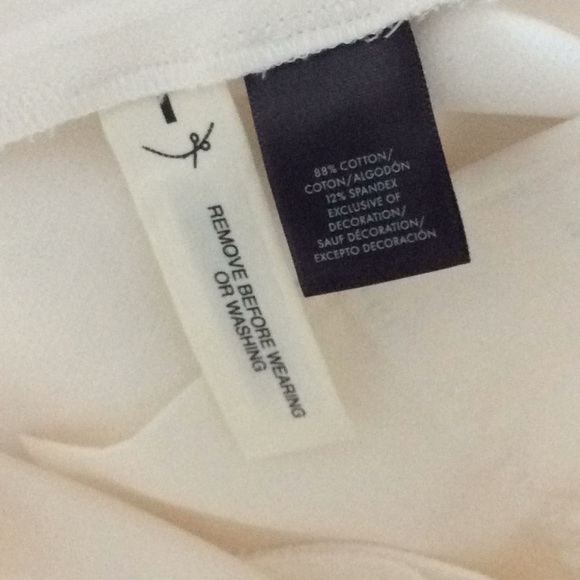 REMOVE BEFORE WEARING
OR WASHING
88% COTTON/
COTON/ALGODÓN
12% SPANDEX
EXCLUSIVE OF
DECORATION/
SAUF DÉCORATION/
EXCEPTO DECORACIÓN